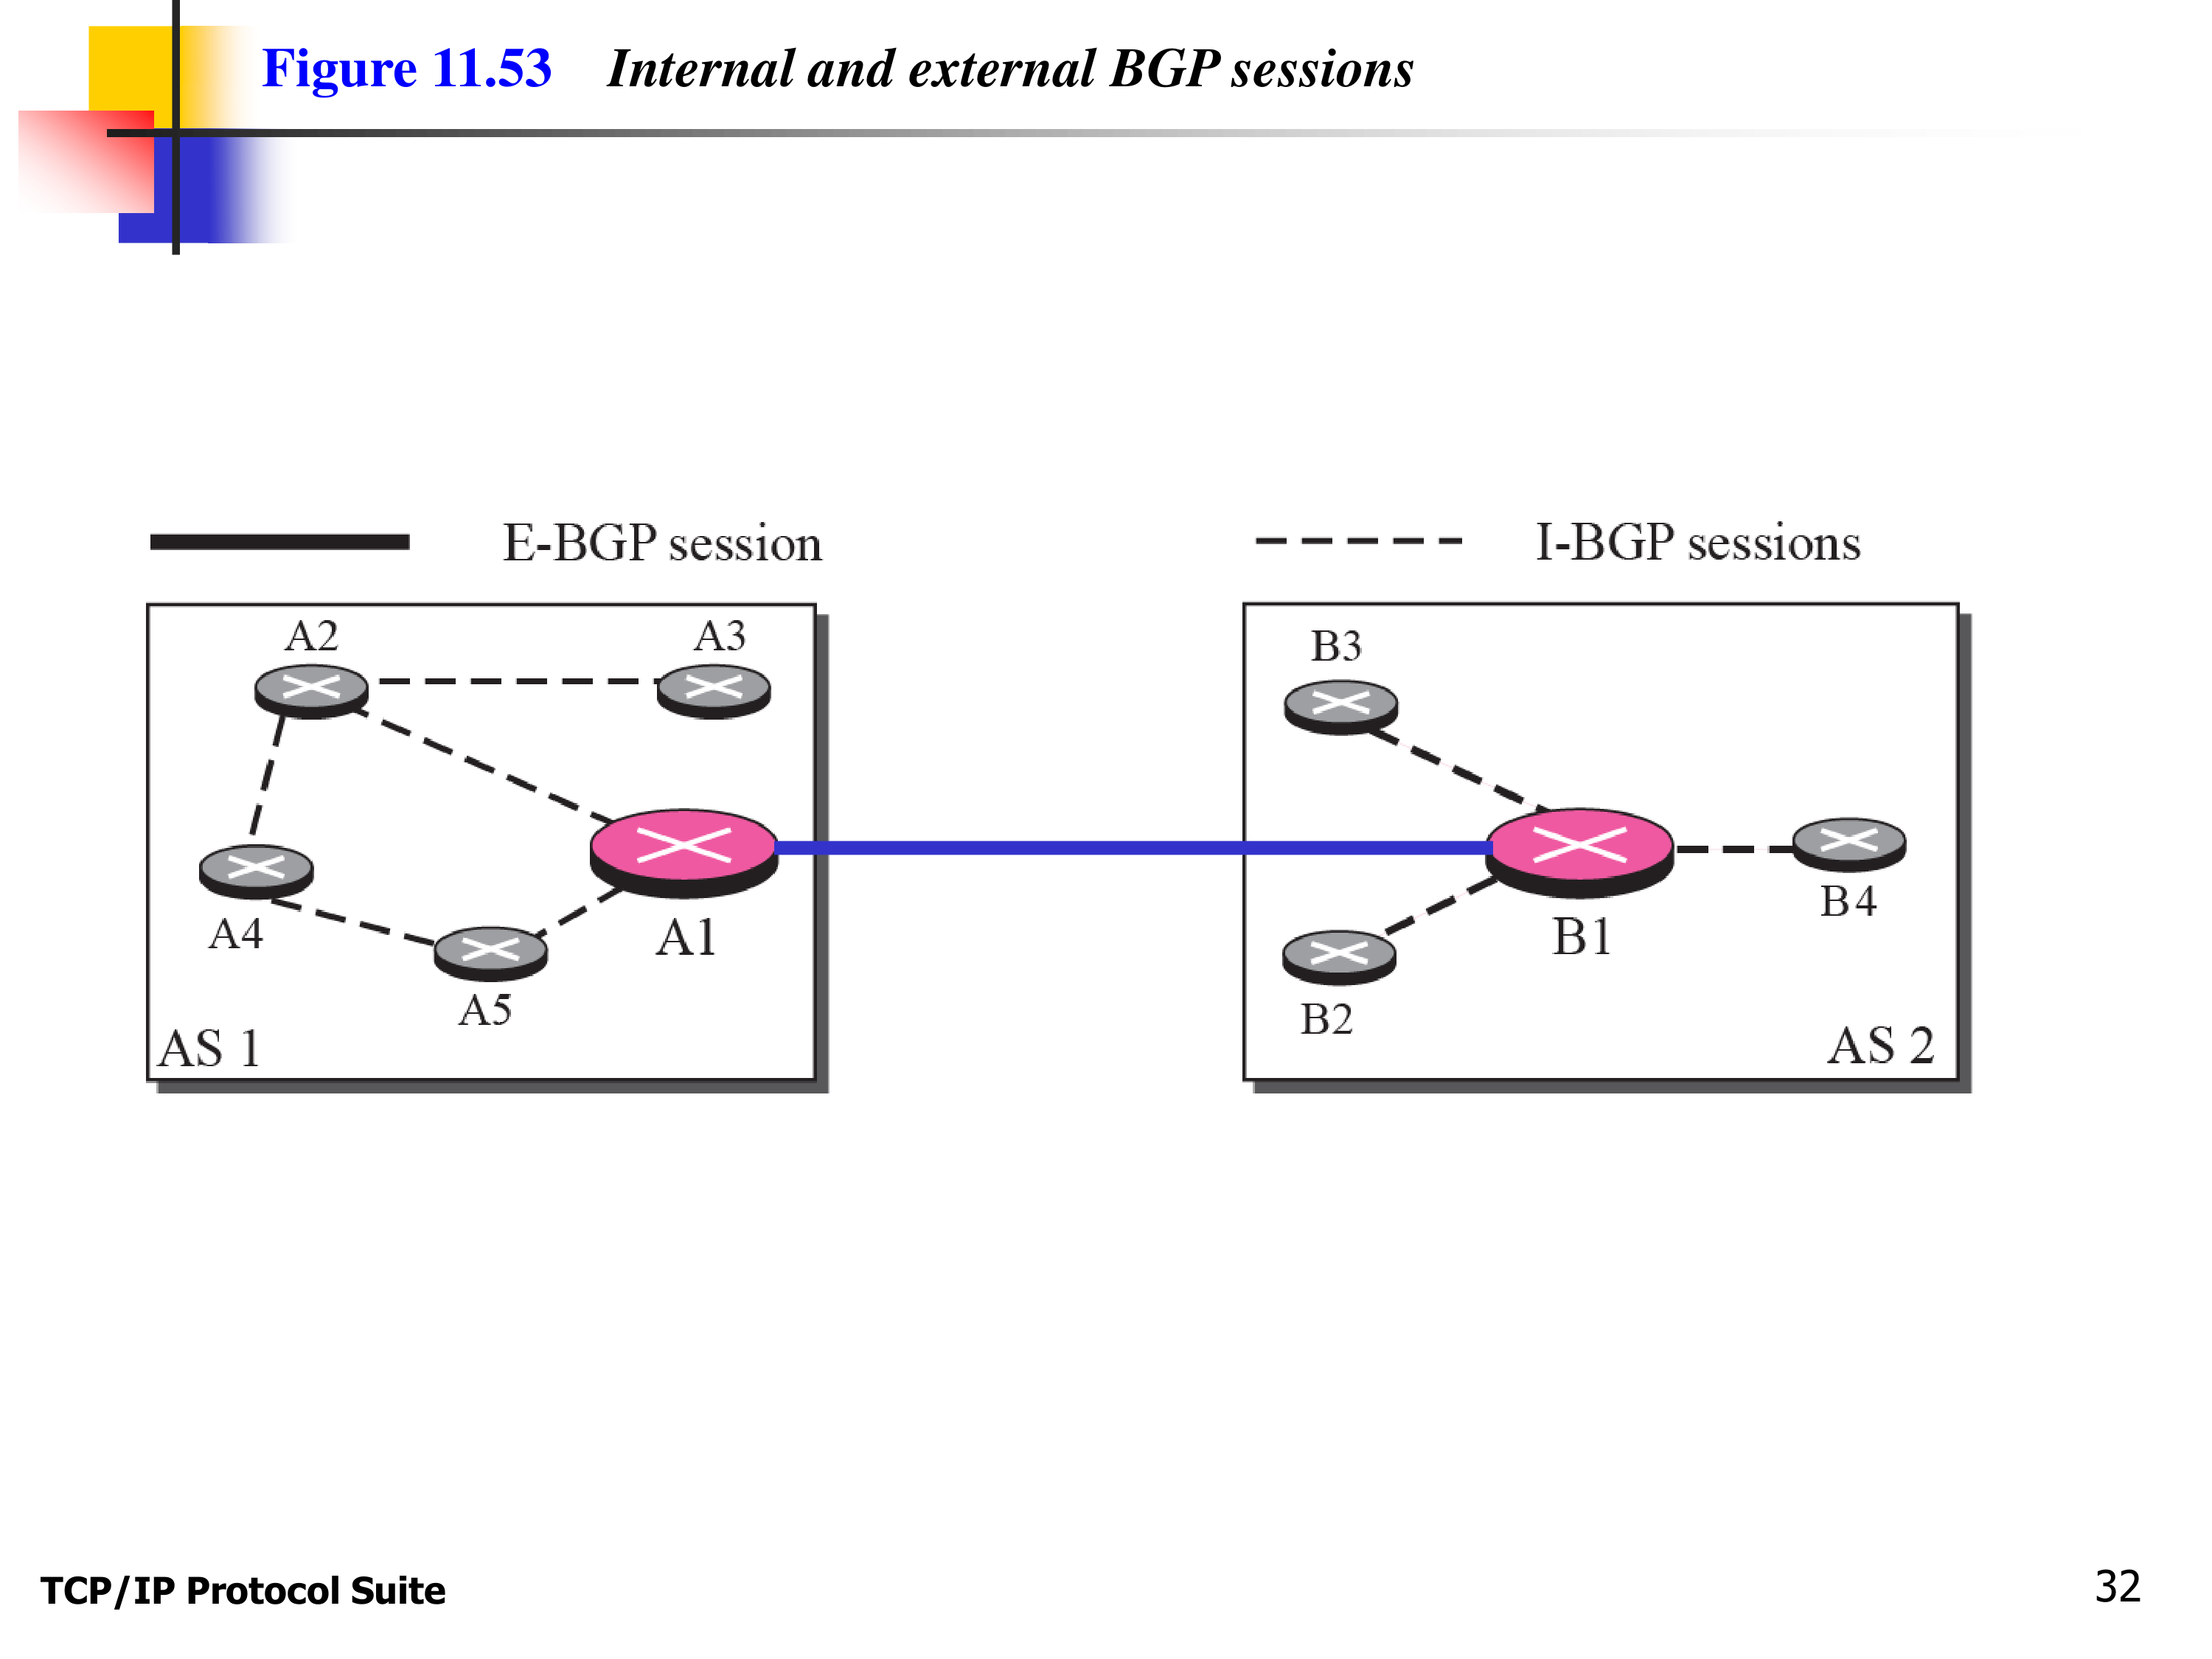 Figure 11.53 Internal and external BGP sessions
E-BGP session I-BGP sessions
A2 A3 B3
A4 A1 B1 B4
A5 B2
AS 1 AS 2
TCP/IP Protocol Suite 32